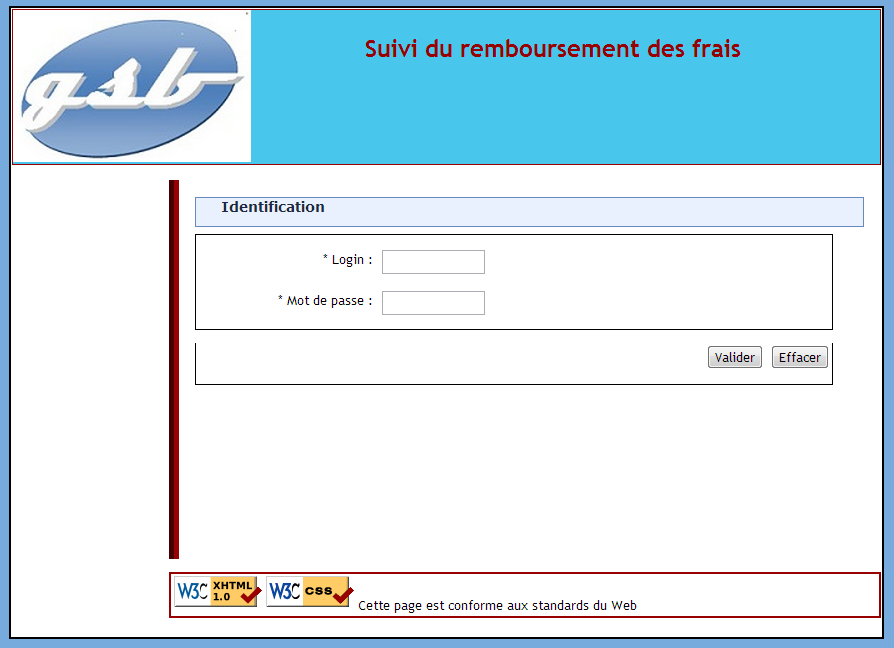 gsb
Suivi du remboursement des frais
Identification
* Login :
* Mot de passe :
Valider Effacer
W3C XHTML 1.0 W3C CSS Cette page est conforme aux standards du Web